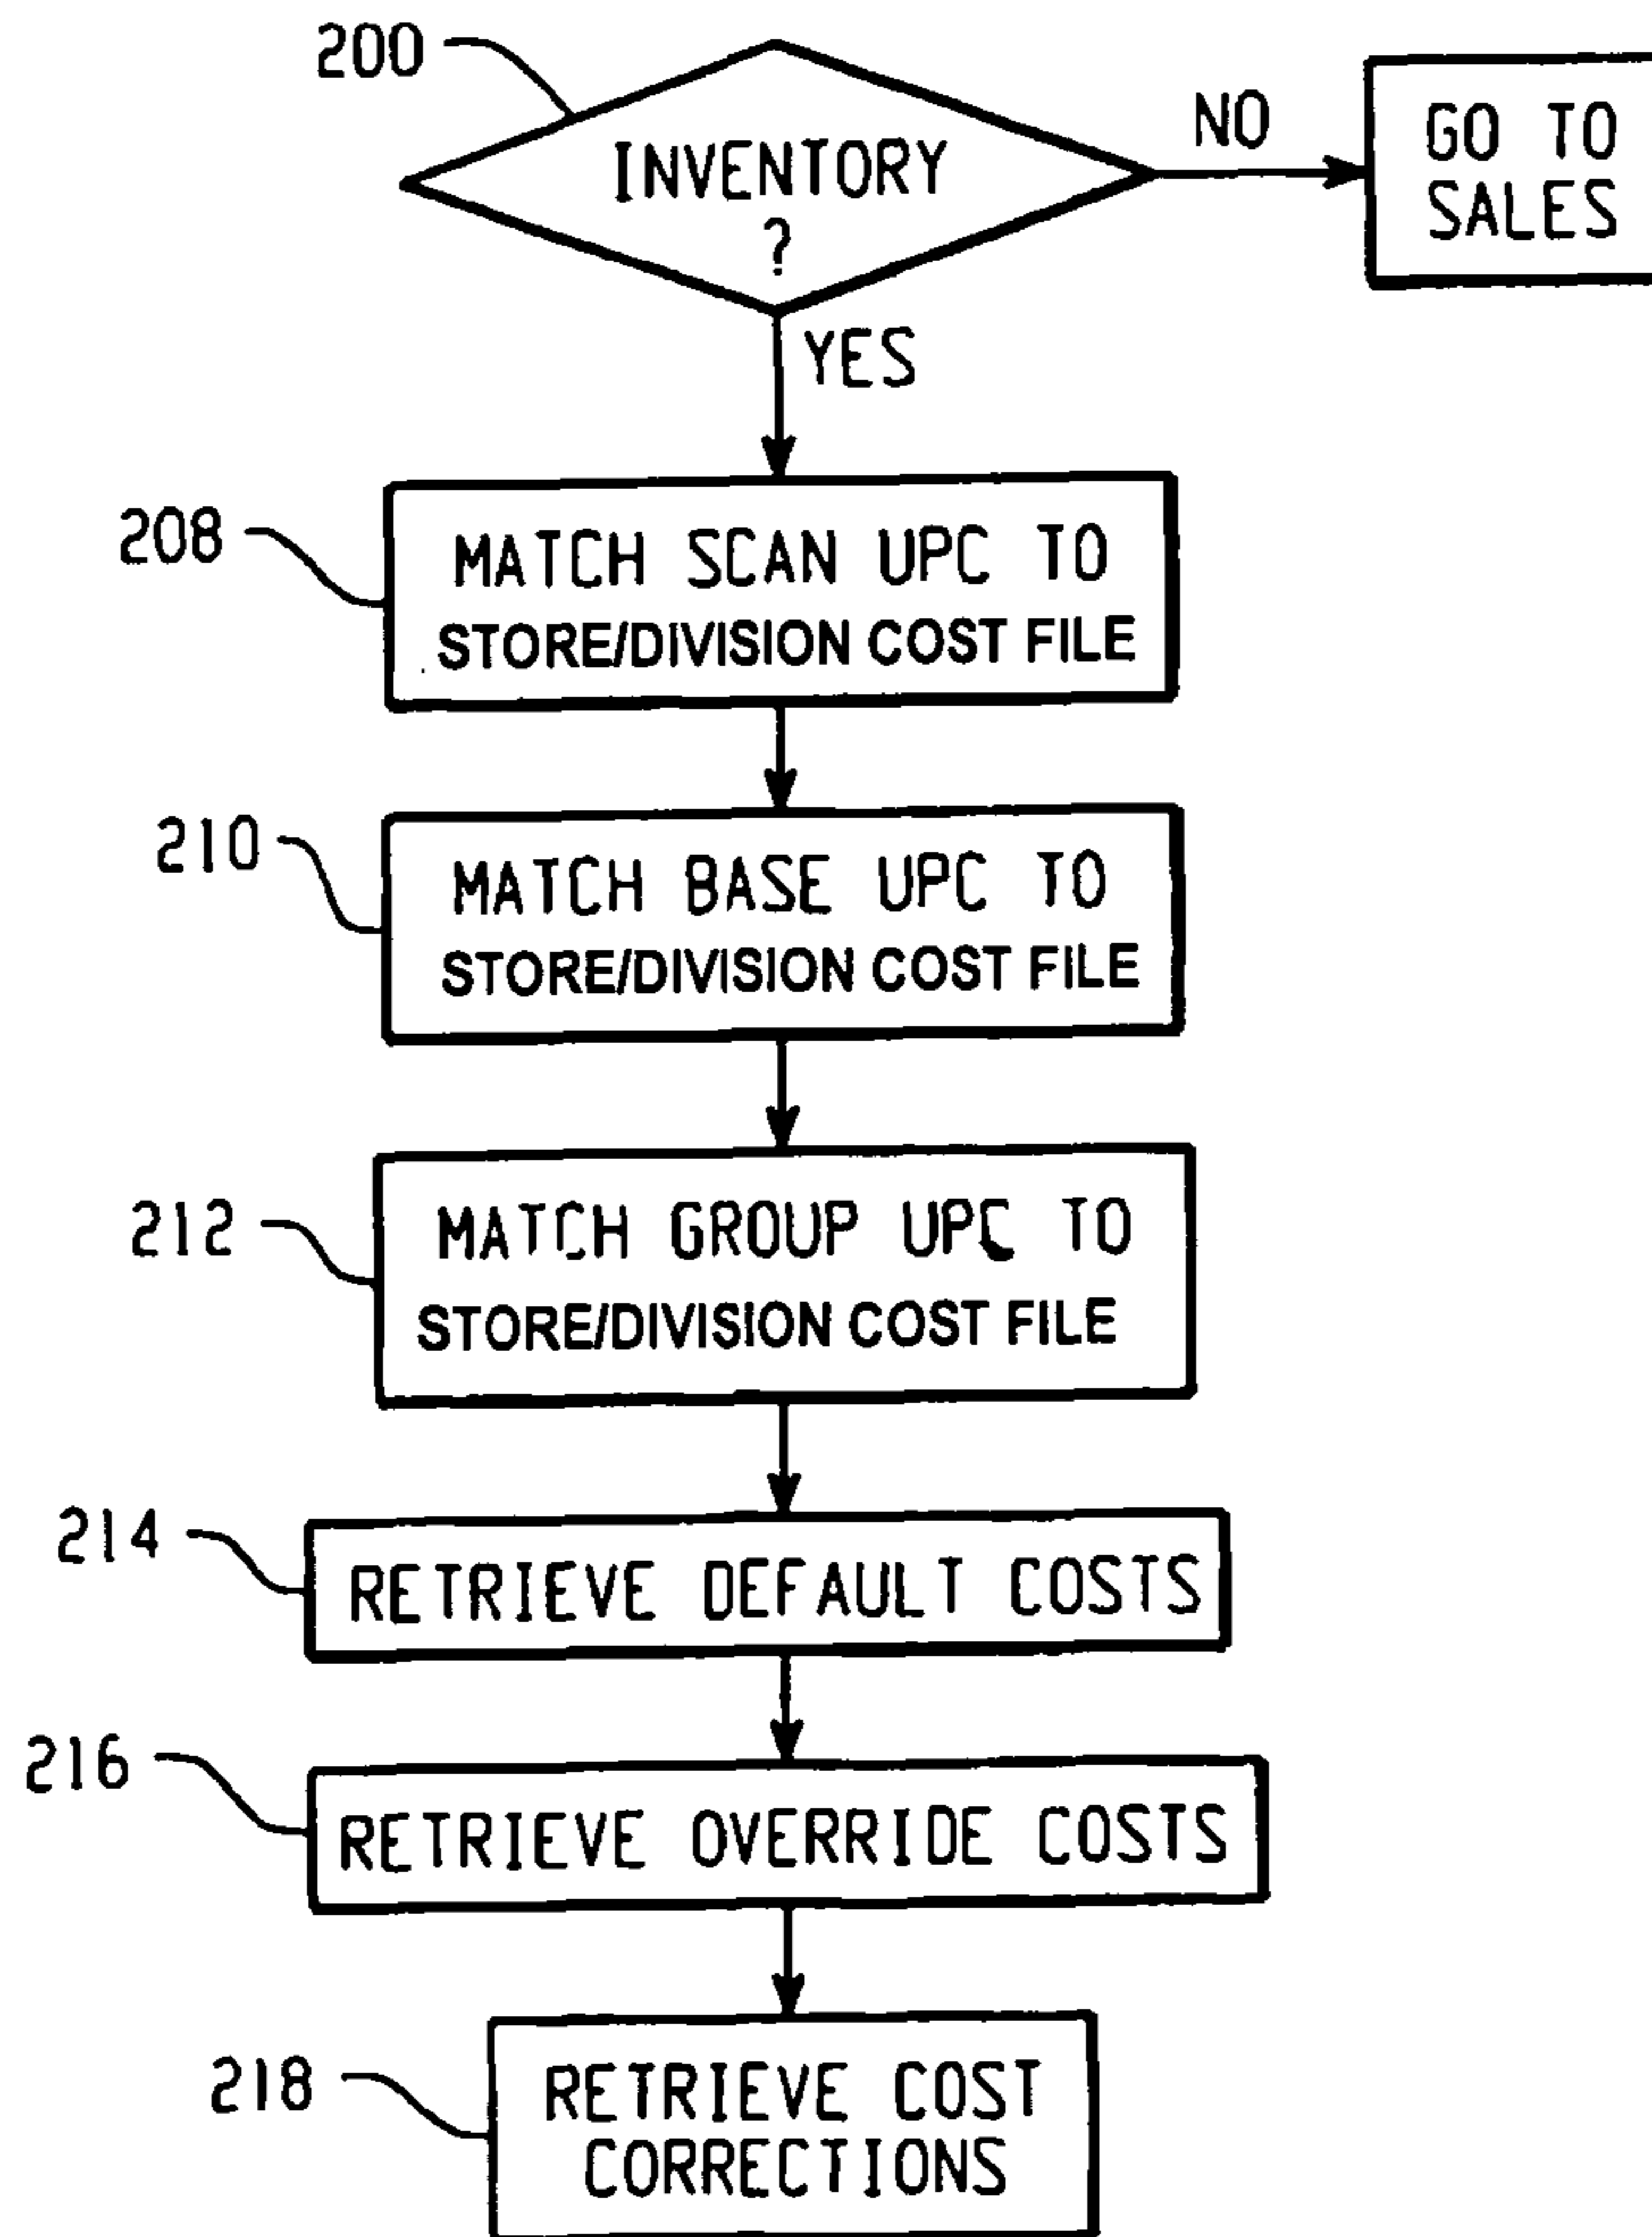 200
INVENTORY
?
NO
GO TO
SALES
YES
208
MATCH SCAN UPC TO
STORE/DIVISION COST FILE
210
MATCH BASE UPC TO
STORE/DIVISION COST FILE
212
MATCH GROUP UPC TO
STORE/DIVISION COST FILE
214
RETRIEVE DEFAULT COSTS
216
RETRIEVE OVERRIDE COSTS
218
RETRIEVE COST
CORRECTIONS